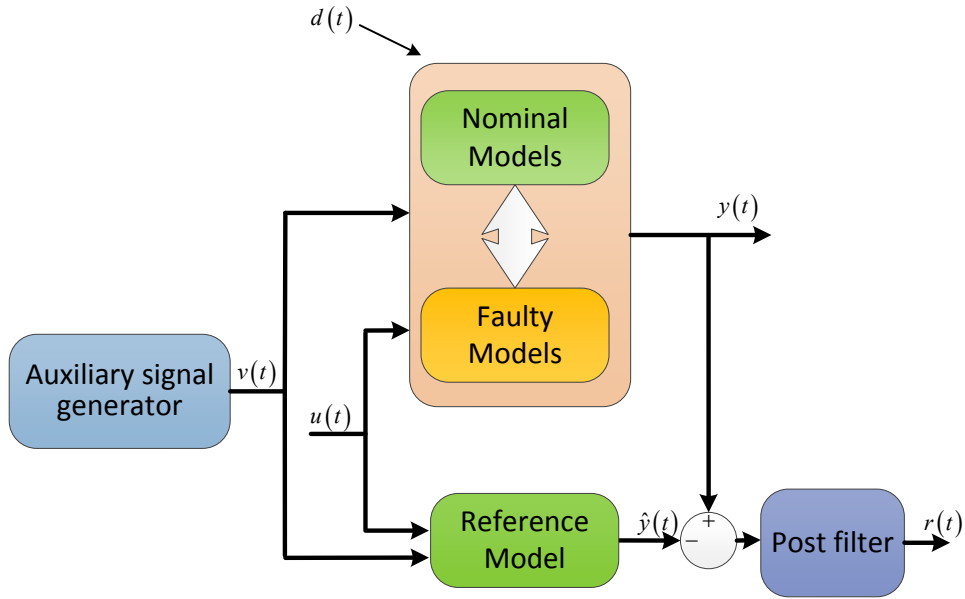 d(t)
Nominal
Models
y(t)
Faulty
Models
Auxiliary signal
generator
v(t)
u(t)
Reference
Model
ŷ(t)
+
−
Post filter
r(t)